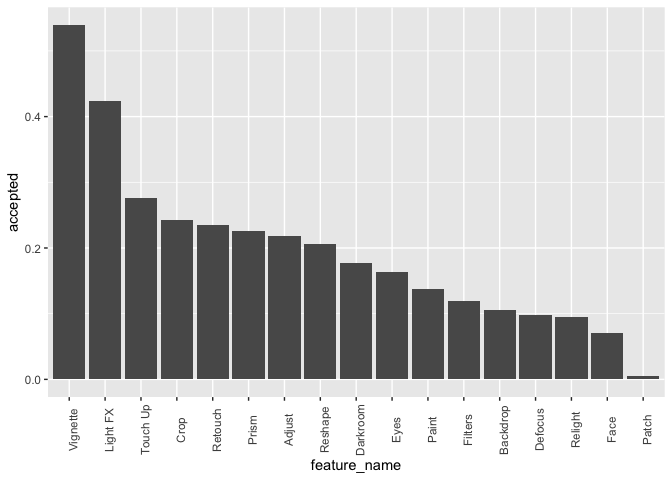 accepted
0.4
0.2
0.0
Vignette
Light FX
Touch Up
Crop
Retouch
Prism
Adjust
Reshape
Darkroom
Eyes
Paint
Filters
Backdrop
Defocus
Relight
Face
Patch
feature_name